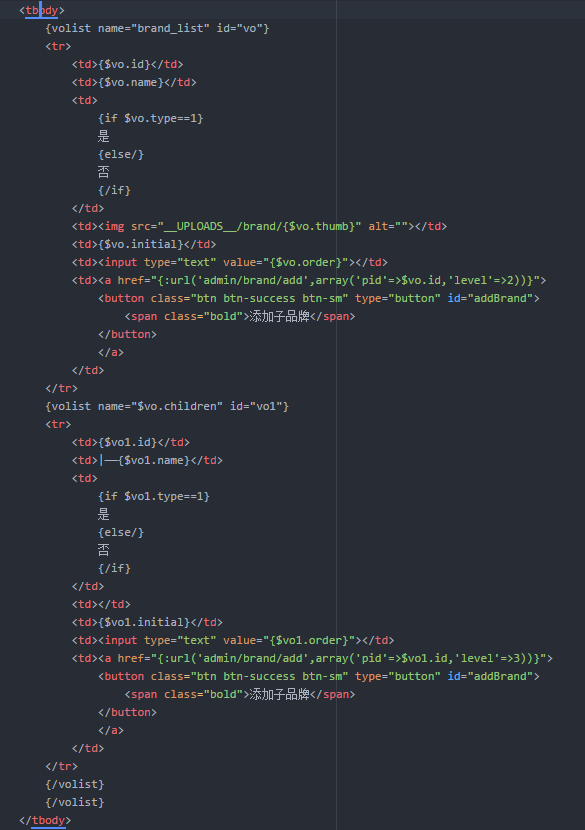 <tbody>
{volist name="brand_list" id="vo"}
<tr>
<td>{$vo.id}</td>
<td>{$vo.name}</td>
<td>
{if $vo.type==1}
是
{else/}
否
{/if}
</td>
<td><img src="__UPLOADS__/brand/{$vo.thumb}" alt=""></td>
<td>{$vo.initial}</td>
<td><input type="text" value="{$vo.order}"></td>
<td><a href="{:url('admin/brand/add',array('pid'=>$vo.id,'level'=>2))}">
<button class="btn btn-success btn-sm" type="button" id="addBrand">
<span class="bold">添加子品牌</span>
</button>
</a>
</td>
</tr>
{volist name="$vo.children" id="vo1"}
<tr>
<td>{$vo1.id}</td>
<td>|——{$vo1.name}</td>
<td>
{if $vo1.type==1}
是
{else/}
否
{/if}
</td>
<td></td>
<td>{$vo1.initial}</td>
<td><input type="text" value="{$vo1.order}"></td>
<td><a href="{:url('admin/brand/add',array('pid'=>$vo1.id,'level'=>3))}">
<button class="btn btn-success btn-sm" type="button" id="addBrand">
<span class="bold">添加子品牌</span>
</button>
</a>
</td>
</tr>
{/volist}
{/volist}
</tbody>